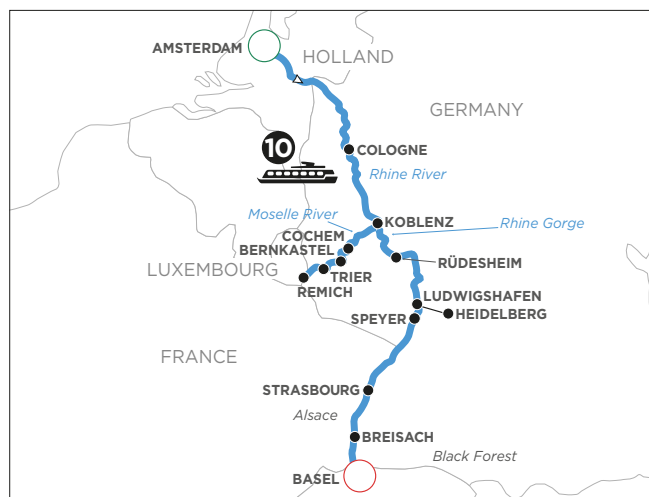 AMSTERDAM
HOLLAND
GERMANY
10
COLOGNE
Rhine River
Moselle River
KOBLENZ
Rhine Gorge
COCHEM
BERNKASTEL
LUXEMBOURG
TRIER
RÜDESHEIM
REMICH
LUDWIGSHAFEN
SPEYER
HEIDELBERG
FRANCE
STRASBOURG
Alsace
BREISACH
Black Forest
BASEL